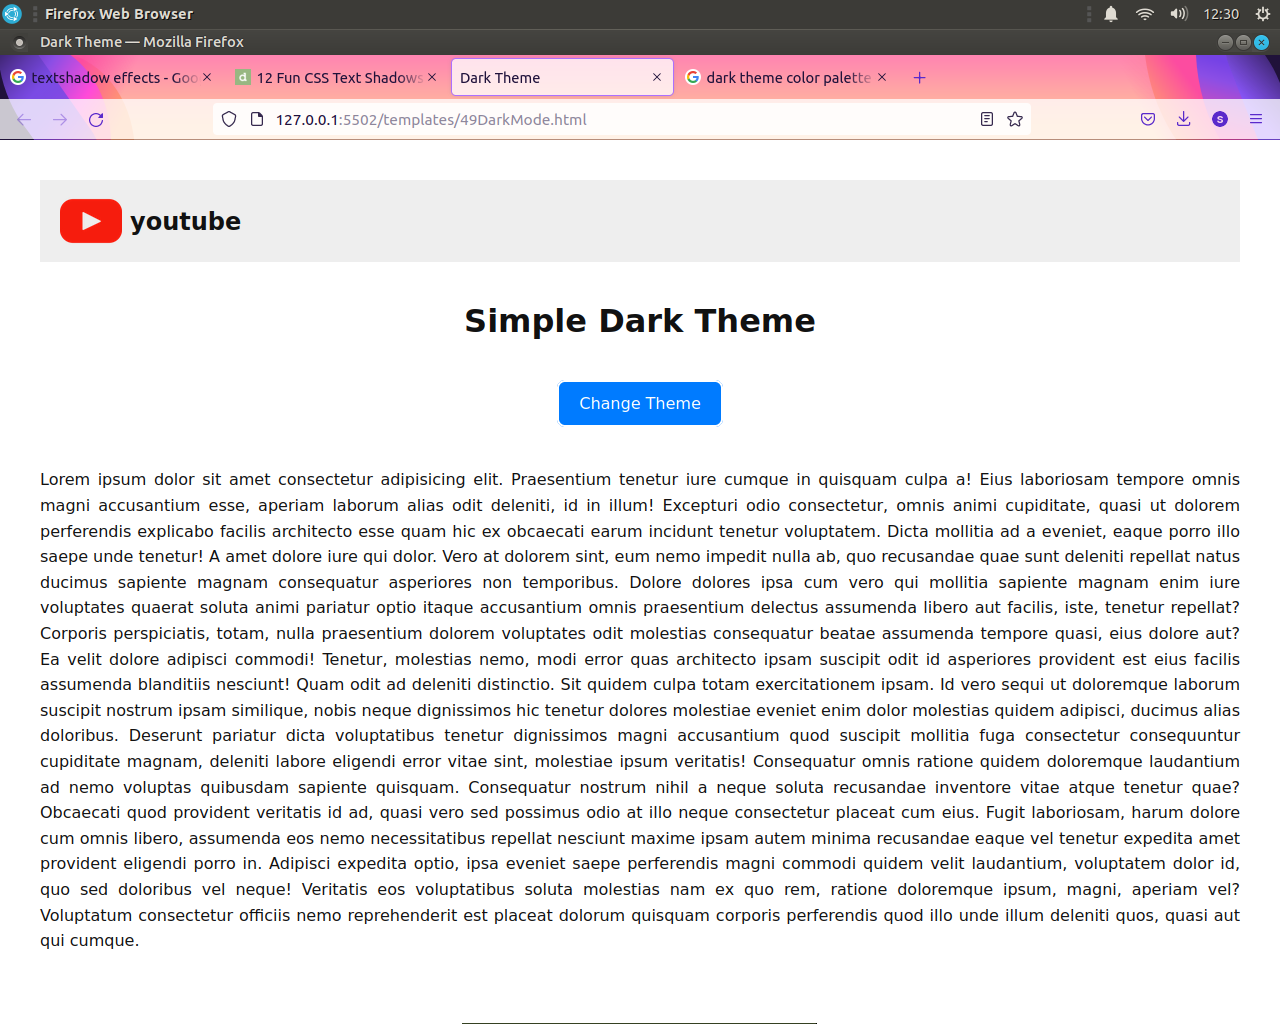 Firefox Web Browser
12:30
Dark Theme — Mozilla Firefox
textshadow effects - Goo
12 Fun CSS Text Shadows
Dark Theme
dark theme color palette
127.0.0.1:5502/templates/49DarkMode.html
S
youtube
Simple Dark Theme
Change Theme
Lorem ipsum dolor sit amet consectetur adipisicing elit. Praesentium tenetur iure cumque in quisquam culpa a! Eius laboriosam tempore omnis
magni accusantium esse, aperiam laborum alias odit deleniti, id in illum! Excepturi odio consectetur, omnis animi cupiditate, quasi ut dolorem
perferendis explicabo facilis architecto esse quam hic ex obcaecati earum incidunt tenetur voluptatem. Dicta mollitia ad a eveniet, eaque porro illo
saepe unde tenetur! A amet dolore iure qui dolor. Vero at dolorem sint, eum nemo impedit nulla ab, quo recusandae quae sunt deleniti repellat natus
ducimus sapiente magnam consequatur asperiores non temporibus. Dolore dolores ipsa cum vero qui mollitia sapiente magnam enim iure
voluptates quaerat soluta animi pariatur optio itaque accusantium omnis praesentium delectus assumenda libero aut facilis, iste, tenetur repellat?
Corporis perspiciatis, totam, nulla praesentium dolorem voluptates odit molestias consequatur beatae assumenda tempore quasi, eius dolore aut?
Ea velit dolore adipisci commodi! Tenetur, molestias nemo, modi error quas architecto ipsam suscipit odit id asperiores provident est eius facilis
assumenda blanditiis nesciunt! Quam odit ad deleniti distinctio. Sit quidem culpa totam exercitationem ipsam. Id vero sequi ut doloremque laborum
suscipit nostrum ipsam similique, nobis neque dignissimos hic tenetur dolores molestiae eveniet enim dolor molestias quidem adipisci, ducimus alias
doloribus. Deserunt pariatur dicta voluptatibus tenetur dignissimos magni accusantium quod suscipit mollitia fuga consectetur consequuntur
cupiditate magnam, deleniti labore eligendi error vitae sint, molestiae ipsum veritatis! Consequatur omnis ratione quidem doloremque laudantium
ad nemo voluptas quibusdam sapiente quisquam. Consequatur nostrum nihil a neque soluta recusandae inventore vitae atque tenetur quae?
Obcaecati quod provident veritatis id ad, quasi vero sed possimus odio at illo neque consectetur placeat cum eius. Fugit laboriosam, harum dolore
cum omnis libero, assumenda eos nemo necessitatibus repellat nesciunt maxime ipsam autem minima recusandae eaque vel tenetur expedita amet
provident eligendi porro in. Adipisci expedita optio, ipsa eveniet saepe perferendis magni commodi quidem velit laudantium, voluptatem dolor id,
quo sed doloribus vel neque! Veritatis eos voluptatibus soluta molestias nam ex quo rem, ratione doloremque ipsum, magni, aperiam vel?
Voluptatum consectetur officiis nemo reprehenderit est placeat dolorum quisquam corporis perferendis quod illo unde illum deleniti quos, quasi aut
qui cumque.